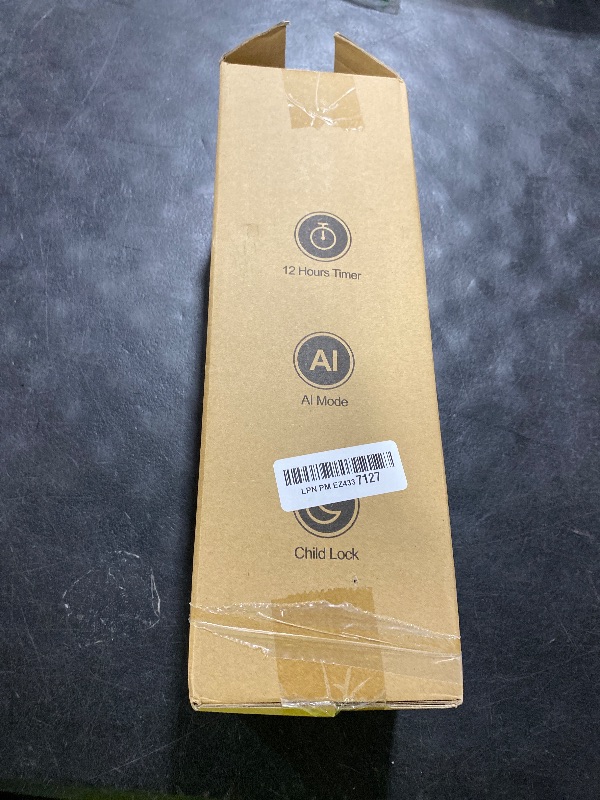 12 Hours Timer
AI
AI Mode
LPN PM EZ433 7127
Child Lock